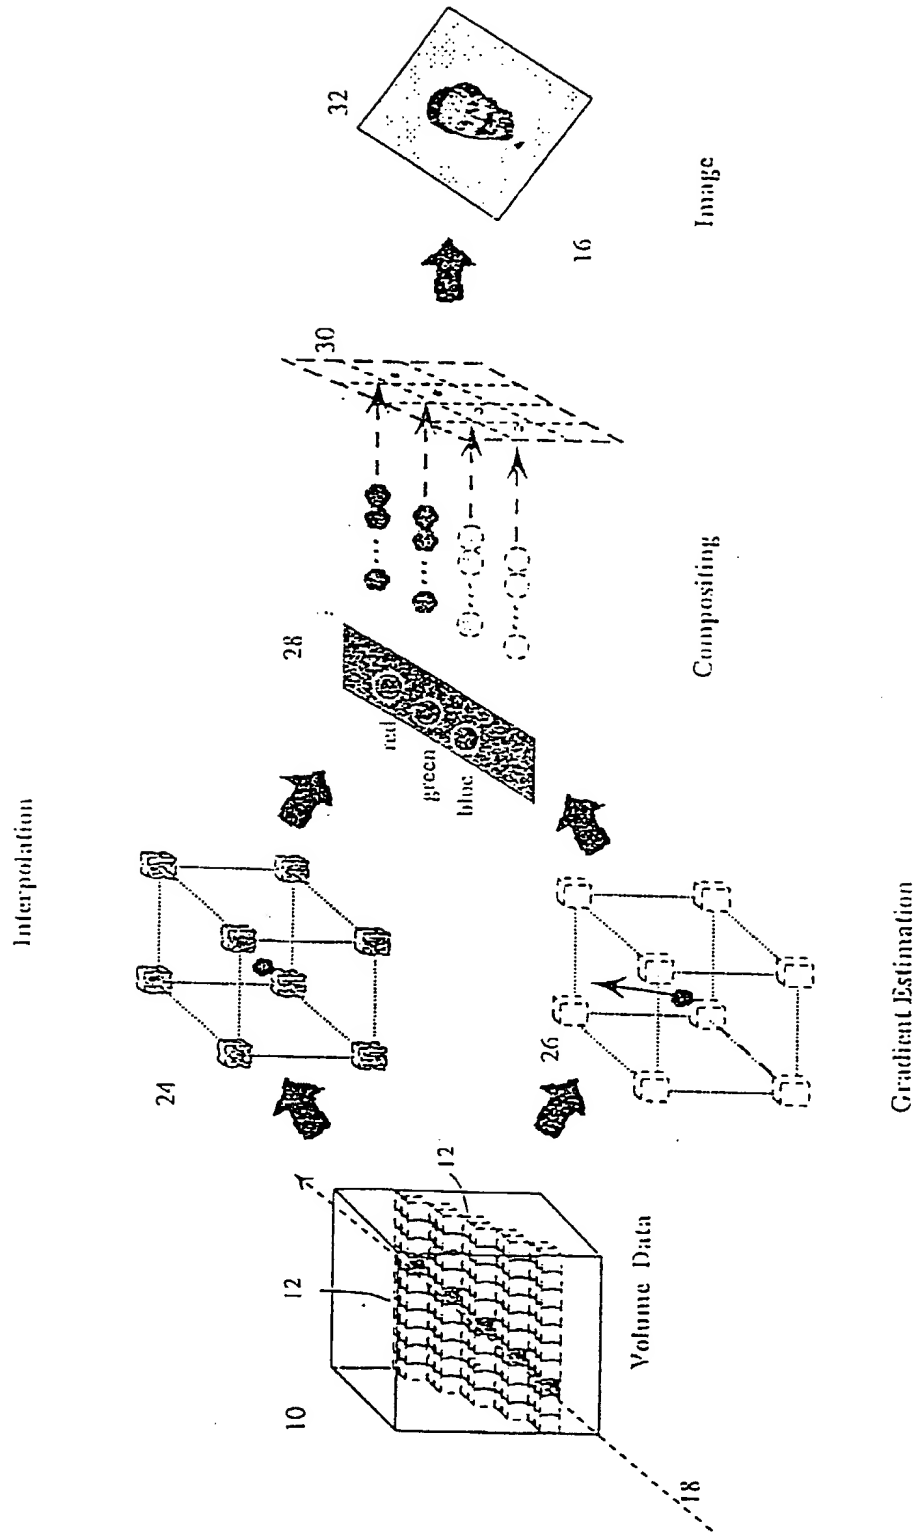 Interpolation
24
28
30
32
red
green
blue
16
10
12
12
18
26
Volume Data
Gradient Estimation
Compositing
Image